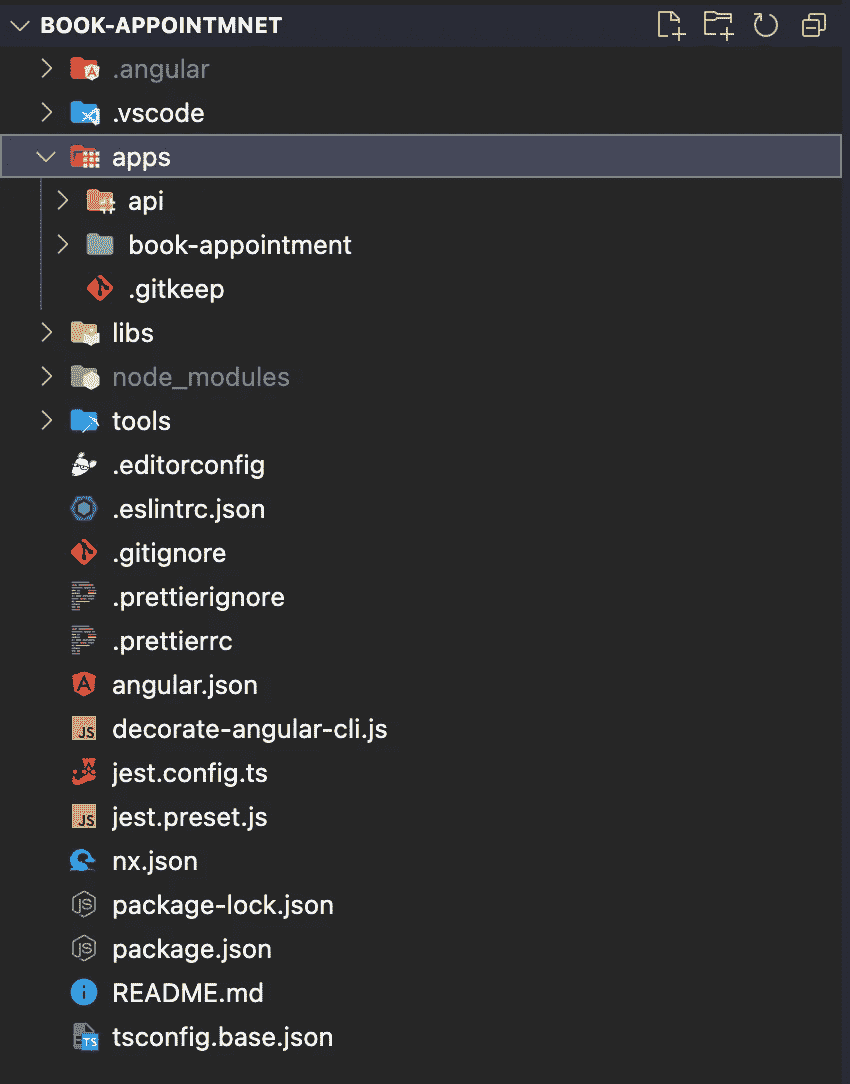 BOOK-APPOINTMNET
.angular
.vscode
apps
api
book-appointment
.gitkeep
libs
node_modules
tools
.editorconfig
.eslintrc.json
.gitignore
.prettierignore
.prettierrc
angular.json
decorate-angular-cli.js
jest.config.ts
jest.preset.js
nx.json
package-lock.json
package.json
README.md
tsconfig.base.json